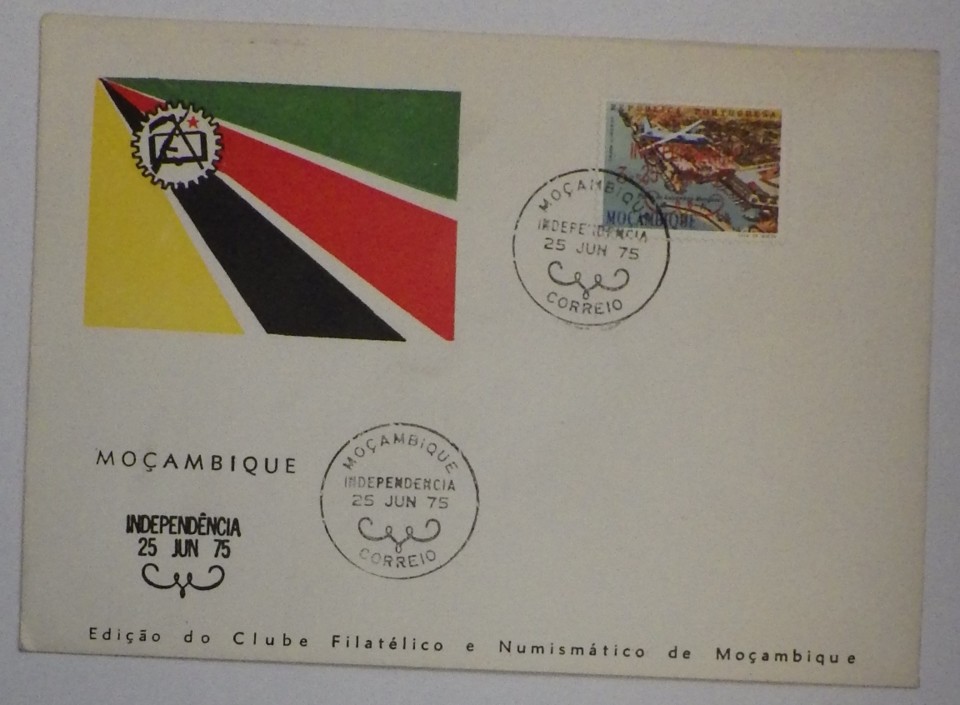 REPUBLICA PORTUGUESA
MOÇAMBIQUE
MOÇAMBIQUE
INDEPENDENCIA
25 JUN 75
CORREIO
MOÇAMBIQUE
MOÇAMBIQUE
INDEPENDENCIA
25 JUN 75
CORREIO
INDEPENDÊNCIA
25 JUN 75
Edição do Clube Filatélico e Numismático de Moçambique